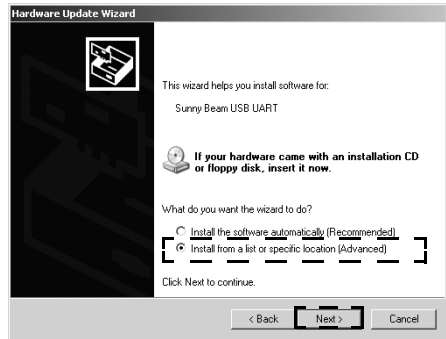 Hardware Update Wizard
This wizard helps you install software for:
Sunny Beam USB UART
If your hardware came with an installation CD
or floppy disk, insert it now.
What do you want the wizard to do?
Install the software automatically (Recommended)
Install from a list or specific location (Advanced)
Click Next to continue.
< Back Next > Cancel